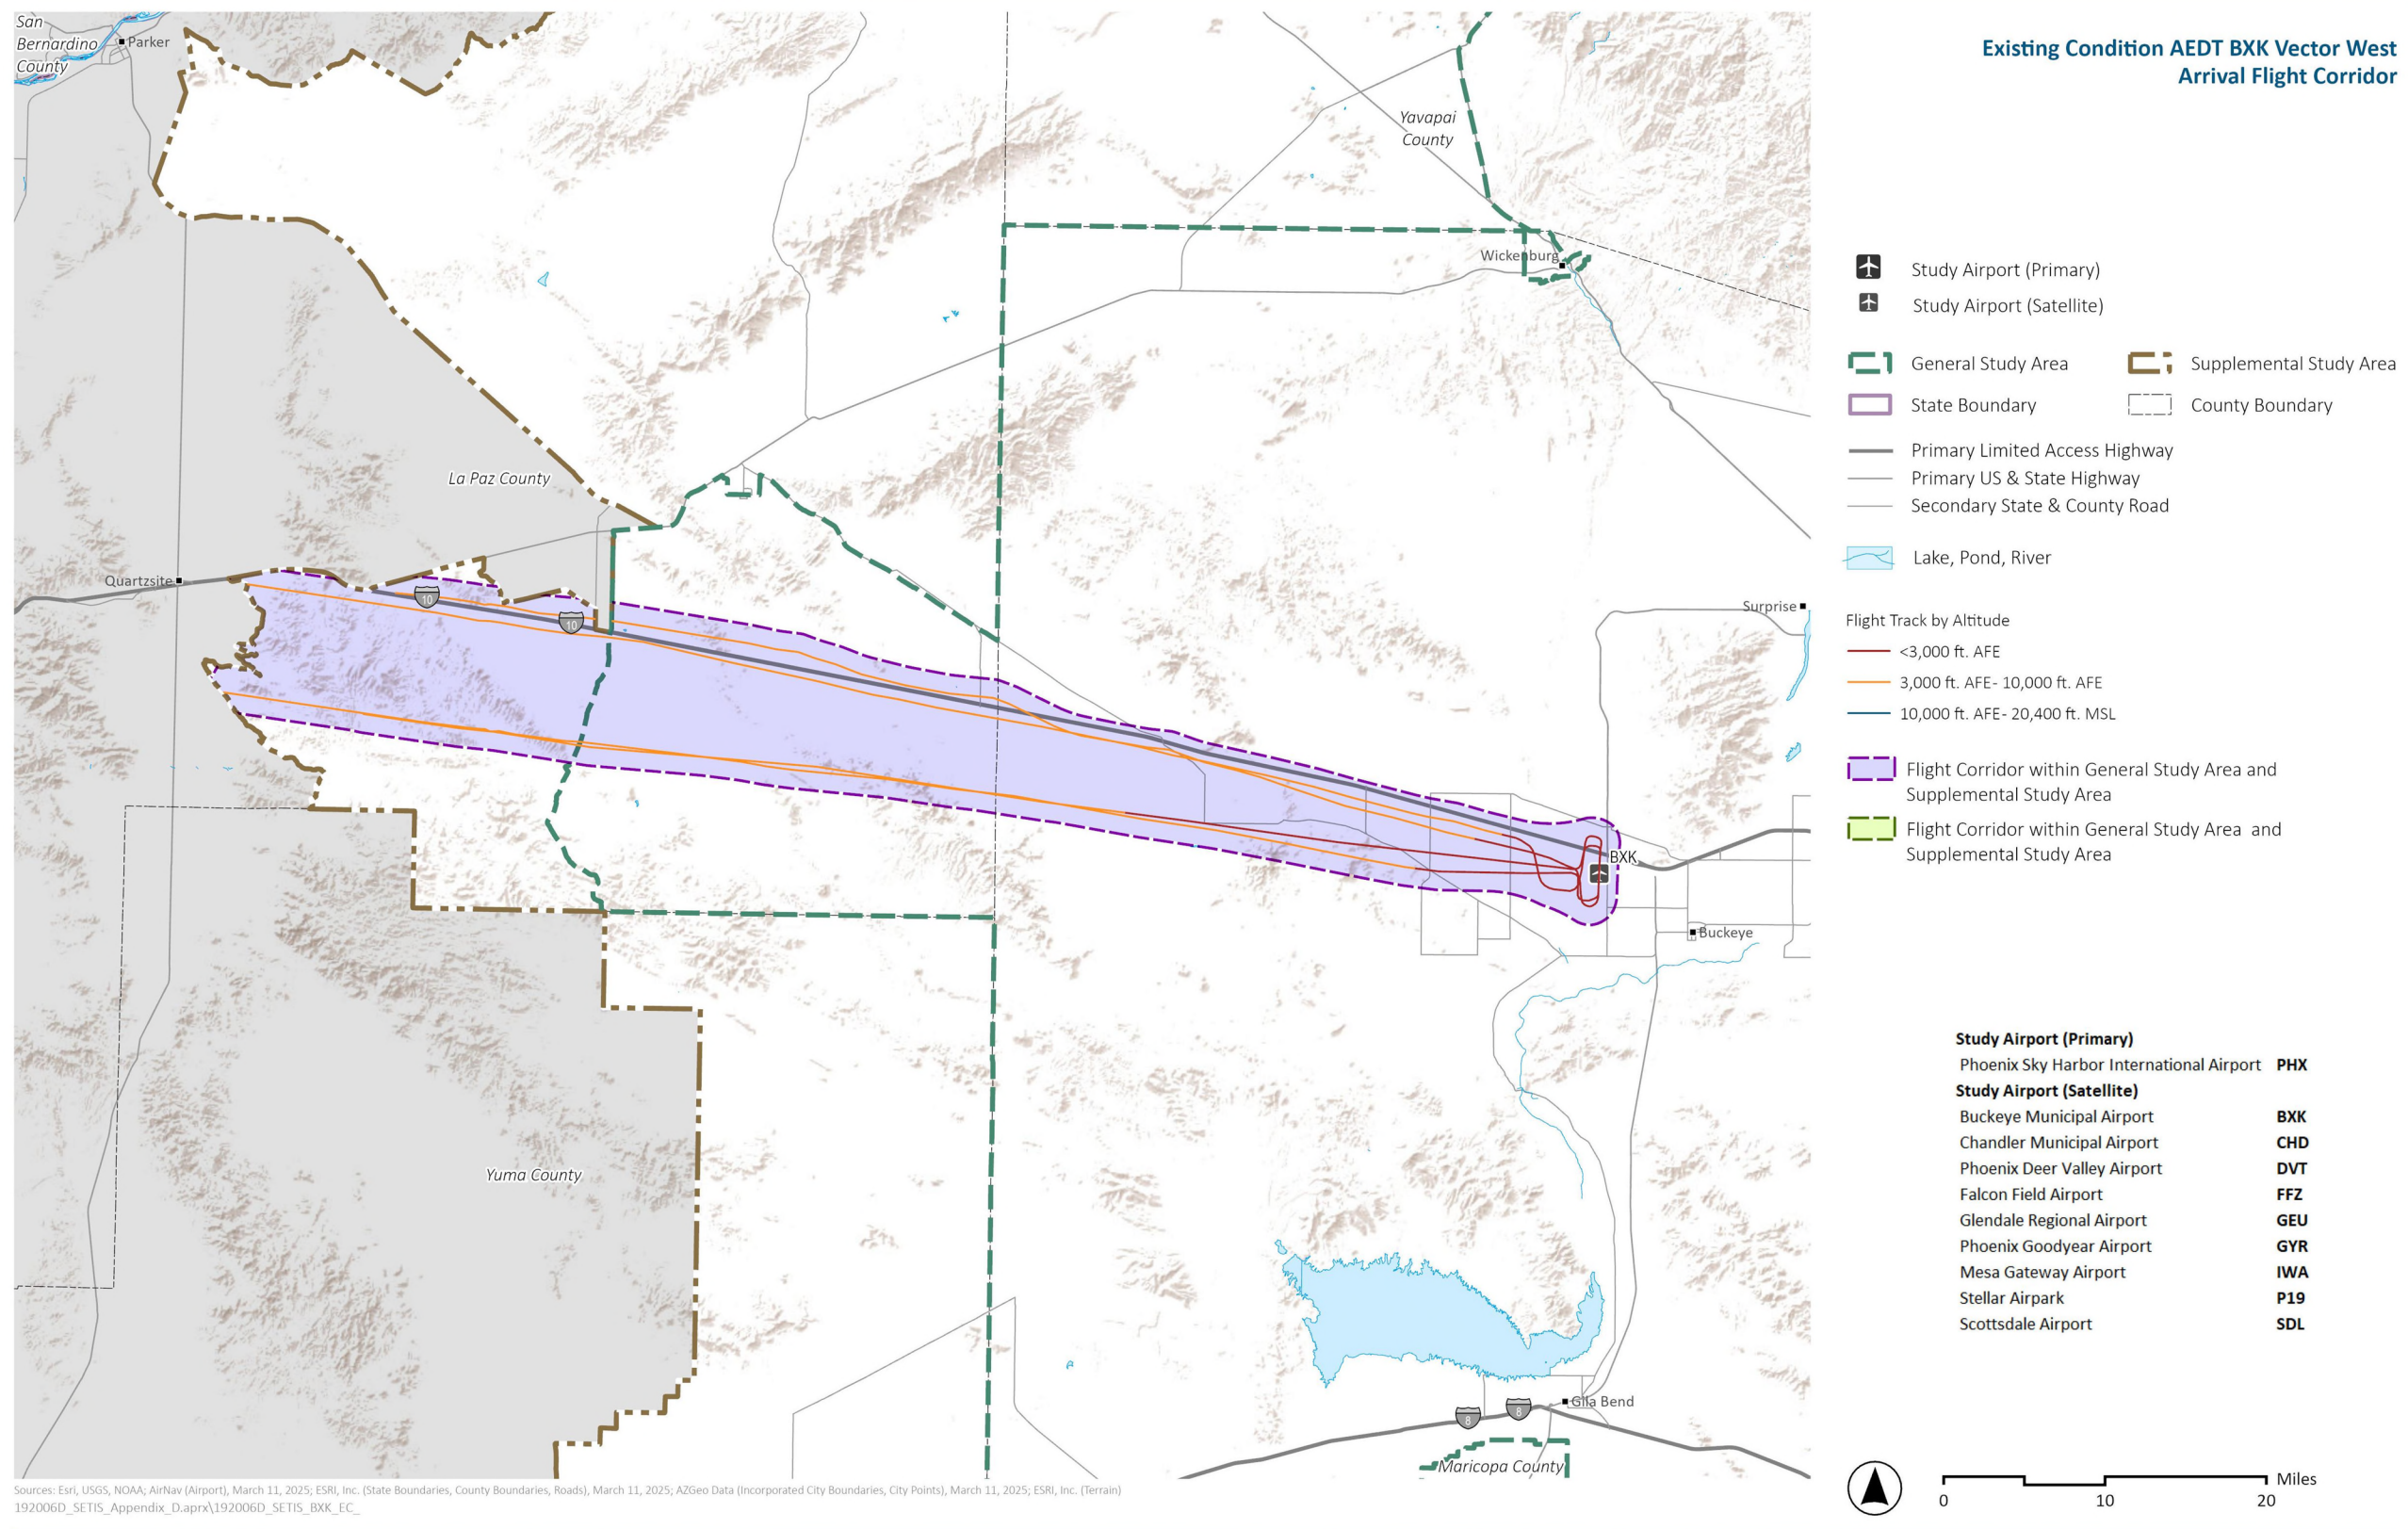 Existing Condition AEDT BXK Vector West
Arrival Flight Corridor
San
Bernardino
County
Parker
Yavapai
County
Wickenburg
La Paz County
Quartzsite
10
10
Surprise
BXK
Buckeye
Yuma County
Gila Bend
8
8
Maricopa County
Study Airport (Primary)
Study Airport (Satellite)
General Study Area
Supplemental Study Area
State Boundary
County Boundary
Primary Limited Access Highway
Primary US & State Highway
Secondary State & County Road
Lake, Pond, River
Flight Track by Altitude
<3,000 ft. AFE
3,000 ft. AFE- 10,000 ft. AFE
10,000 ft. AFE- 20,400 ft. MSL
Flight Corridor within General Study Area and
Supplemental Study Area
Flight Corridor within General Study Area and
Supplemental Study Area
Study Airport (Primary)
Phoenix Sky Harbor International Airport PHX
Study Airport (Satellite)
Buckeye Municipal Airport BXK
Chandler Municipal Airport CHD
Phoenix Deer Valley Airport DVT
Falcon Field Airport FFZ
Glendale Regional Airport GEU
Phoenix Goodyear Airport GYR
Mesa Gateway Airport IWA
Stellar Airpark P19
Scottsdale Airport SDL
Miles
0 10 20
Sources: Esri, USGS, NOAA; AirNav (Airport), March 11, 2025; ESRI, Inc. (State Boundaries, County Boundaries, Roads), March 11, 2025; AZGeo Data (Incorporated City Boundaries, City Points), March 11, 2025; ESRI, Inc. (Terrain)
192006D_SETIS_Appendix_D.aprx\192006D_SETIS_BXK_EC_